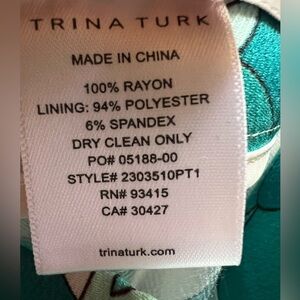 TRINA TURK
MADE IN CHINA
100% RAYON
LINING: 94% POLYESTER
6% SPANDEX
DRY CLEAN ONLY
PO# 05188-00
STYLE# 2303510PT1
RN# 93415
CA# 30427
trinaturk.com